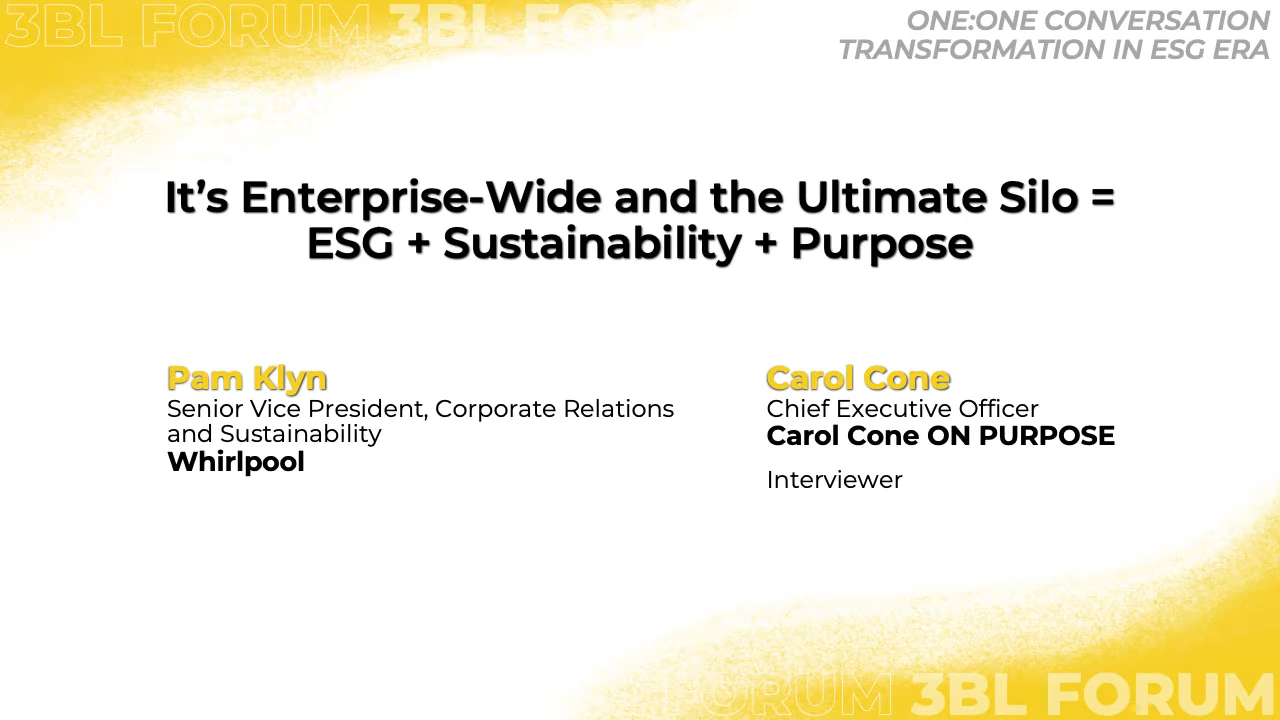 3BL FORUM 3BL FORUM
ONE:ONE CONVERSATION
TRANSFORMATION IN ESG ERA
It’s Enterprise-Wide and the Ultimate Silo =
ESG + Sustainability + Purpose
Pam Klyn
Senior Vice President, Corporate Relations
and Sustainability
Whirlpool
Carol Cone
Chief Executive Officer
Carol Cone ON PURPOSE
Interviewer
FORUM 3BL FORUM